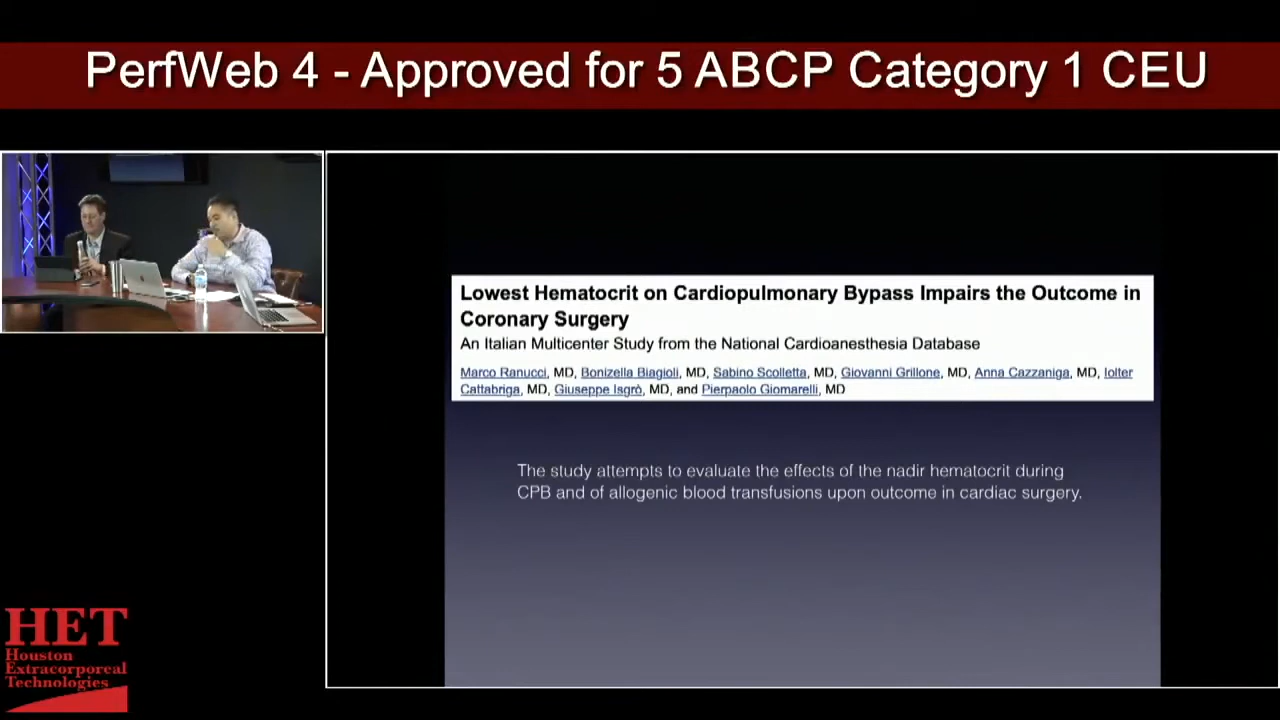 PerfWeb 4 - Approved for 5 ABCP Category 1 CEU
Lowest Hematocrit on Cardiopulmonary Bypass Impairs the Outcome in
Coronary Surgery
An Italian Multicenter Study from the National Cardioanesthesia Database
Marco Ranucci, MD, Bonizella Biagioli, MD, Sabino Scolletta, MD, Giovanni Grillone, MD, Anna Cazzaniga, MD, Iolter
Cattabriga, MD, Giuseppe Isgrò, MD, and Pierpaolo Giomarelli, MD
The study attempts to evaluate the effects of the nadir hematocrit during
CPB and of allogenic blood transfusions upon outcome in cardiac surgery.
HET
Houston
Extracorporeal
Technologies